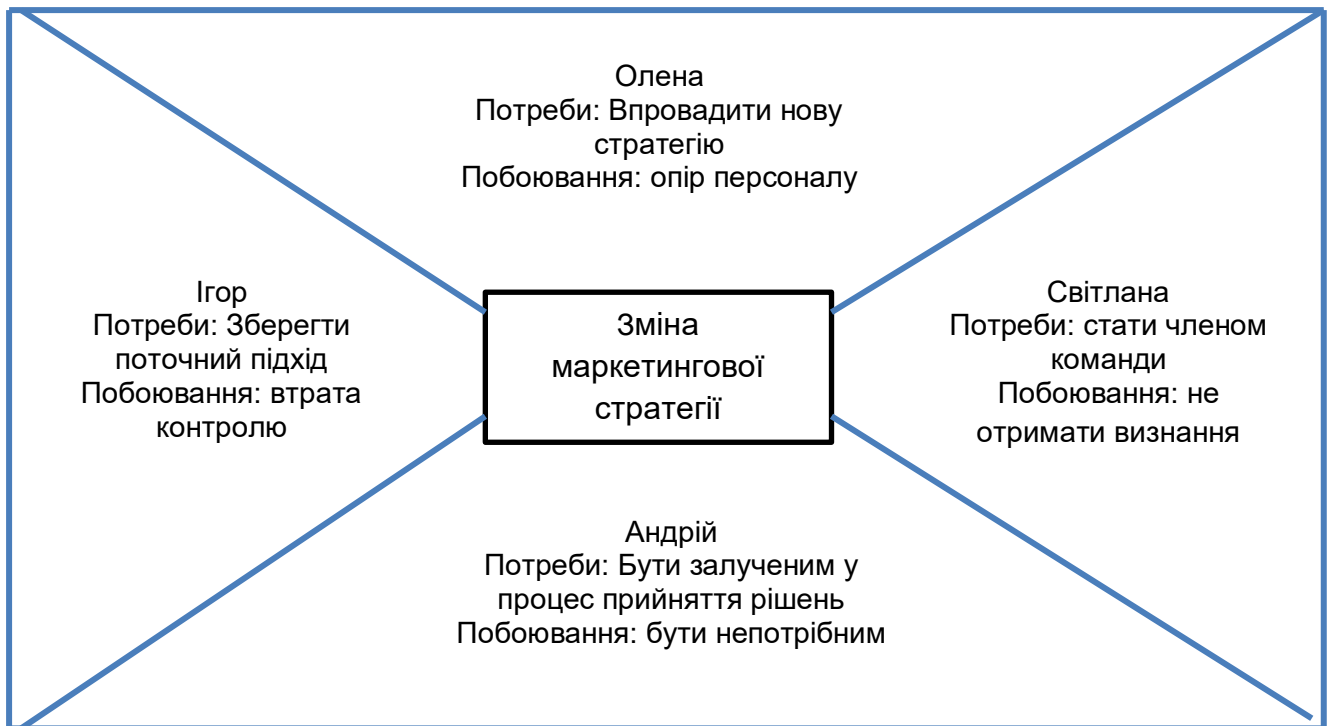 Олена
Потреби: Впровадити нову
стратегію
Побоювання: опір персоналу
Ігор
Потреби: Зберегти
поточний підхід
Побоювання: втрата
контролю
Зміна
маркетингової
стратегії
Світлана
Потреби: стати членом
команди
Побоювання: не
отримати визнання
Андрій
Потреби: Бути залученим у
процес прийняття рішень
Побоювання: бути непотрібним